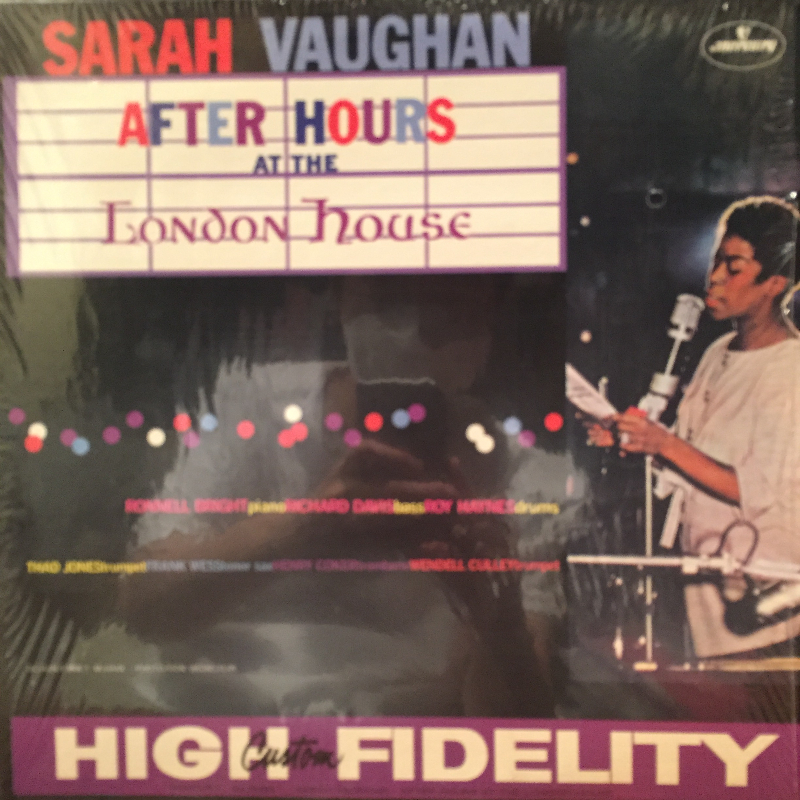 SARAH VAUGHAN
mercury
AFTER HOURS
AT THE
London House
RONNELL BRIGHT piano RICHARD DAVIS bass ROY HAYNES drums
THAD JONES trumpet FRANK WESS tenor sax HENRY COKER trombone WENDELL CULLEY trumpet
HIGH Custom FIDELITY